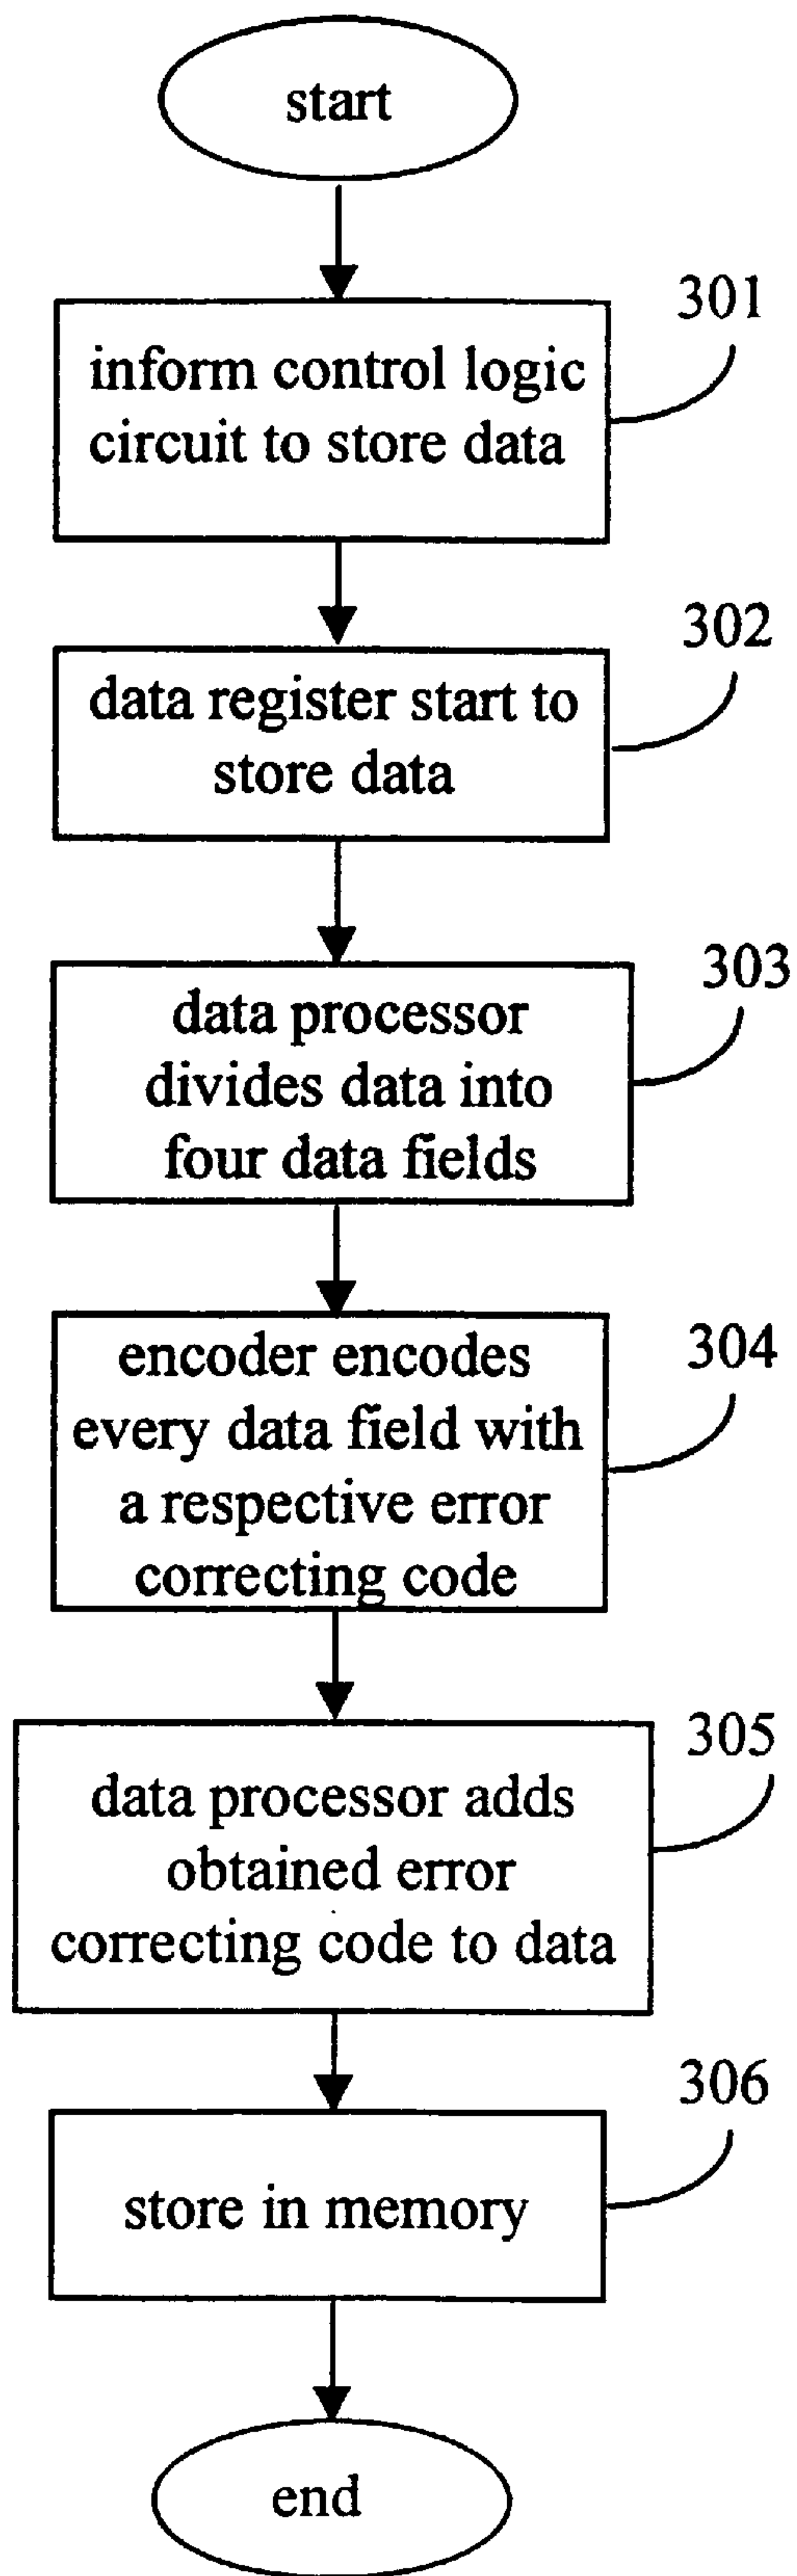 start
301
inform control logic
circuit to store data
302
data register start to
store data
303
data processor
divides data into
four data fields
304
encoder encodes
every data field with
a respective error
correcting code
305
data processor adds
obtained error
correcting code to data
306
store in memory
end